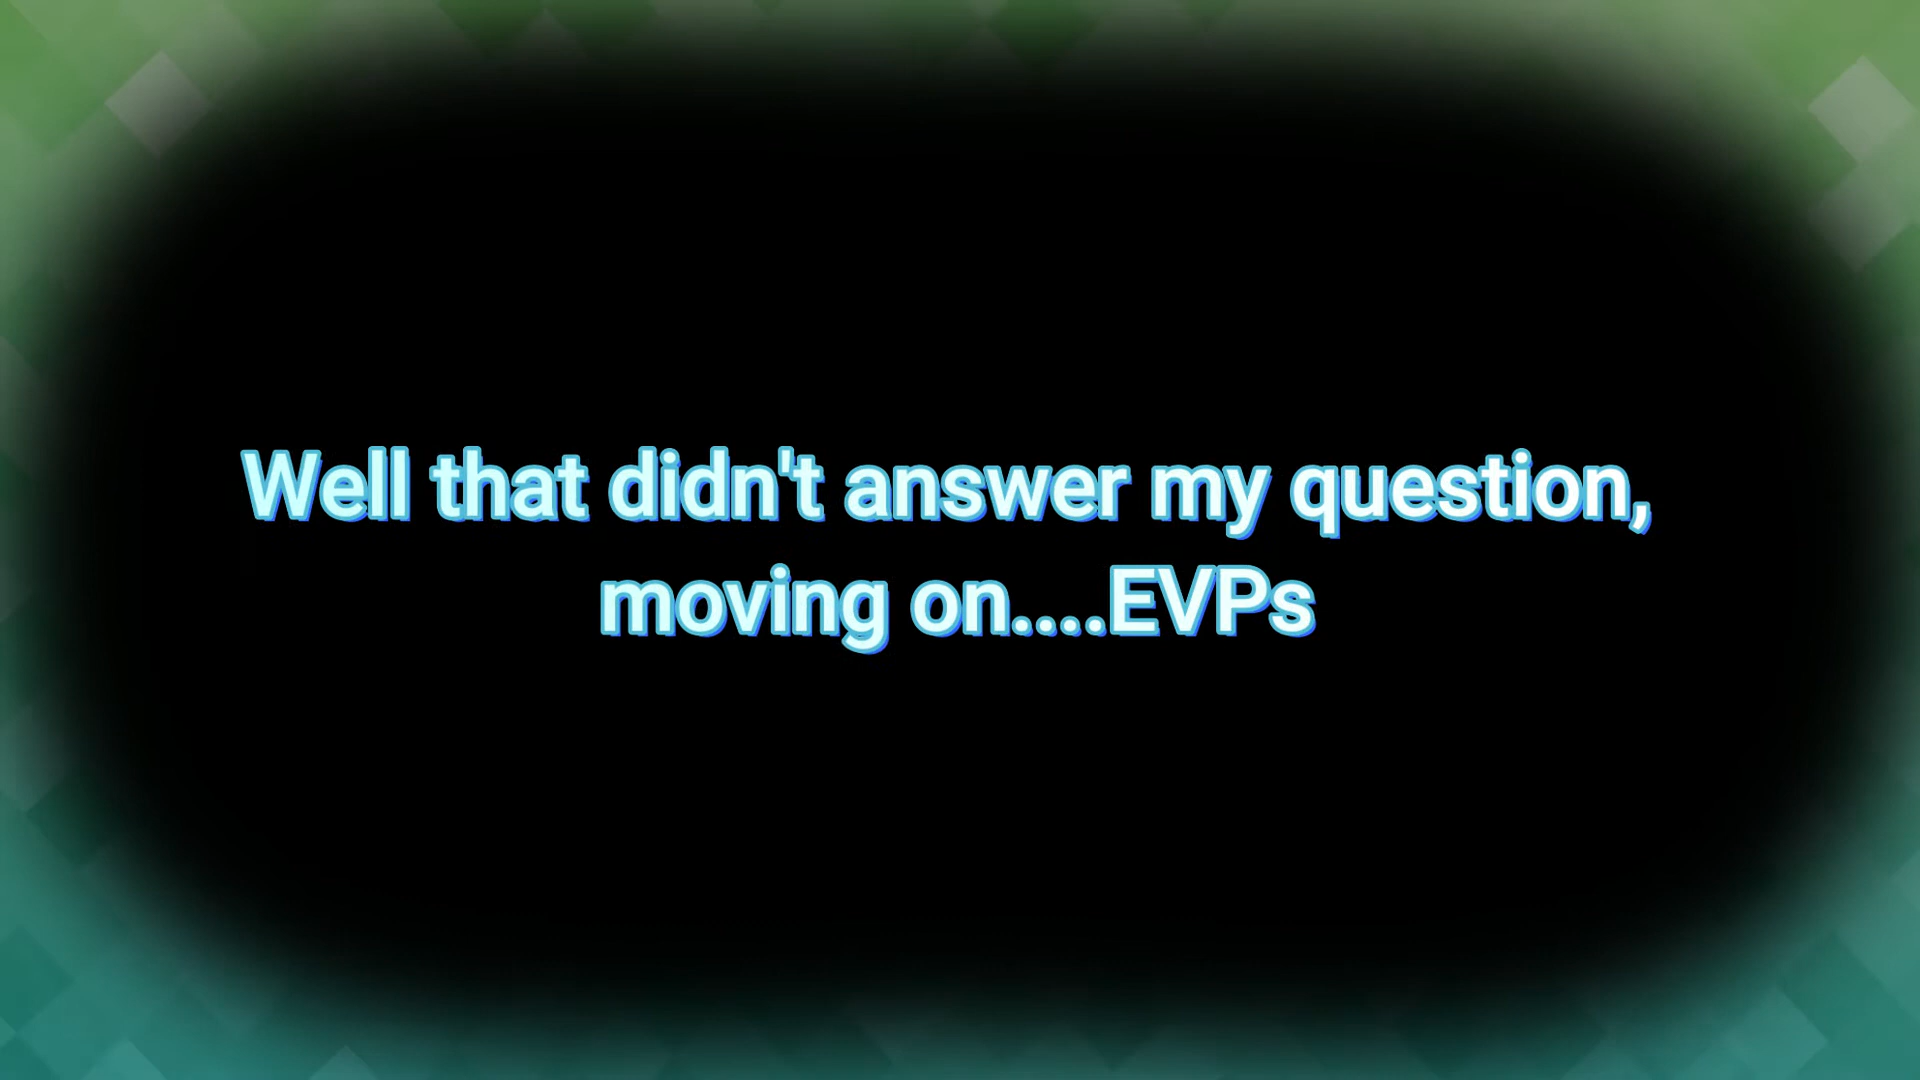 Well that didn't answer my question,
moving on....EVPs